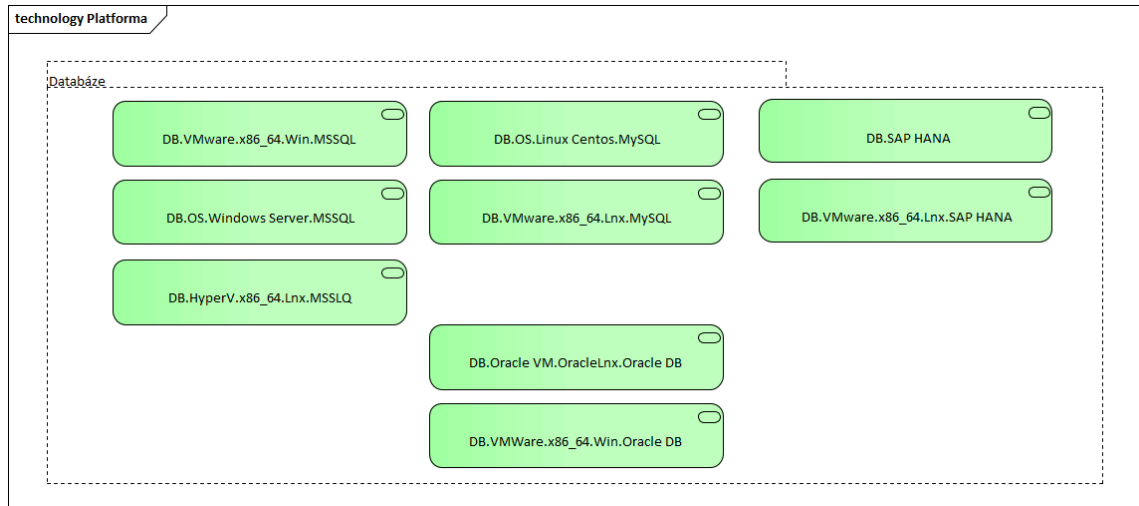 technology Platforma
Databáze
DB.VMware.x86_64.Win.MSSQL
DB.OS.Linux Centos.MySQL
DB.SAP HANA
DB.OS.Windows Server.MSSQL
DB.VMware.x86_64.Lnx.MySQL
DB.VMware.x86_64.Lnx.SAP HANA
DB.HyperV.x86_64.Lnx.MSSLQ
DB.Oracle VM.OracleLnx.Oracle DB
DB.VMWare.x86_64.Win.Oracle DB